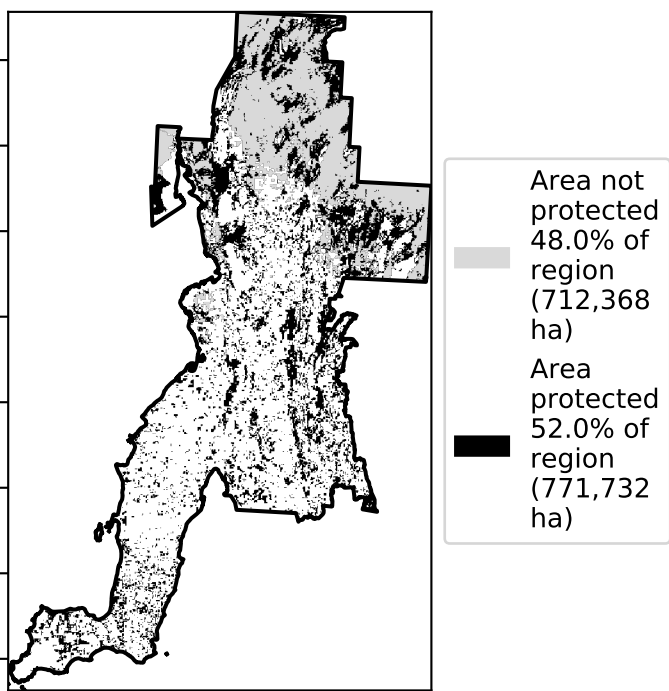 Area not
protected
48.0% of
region
(712,368
ha)
Area
protected
52.0% of
region
(771,732
ha)